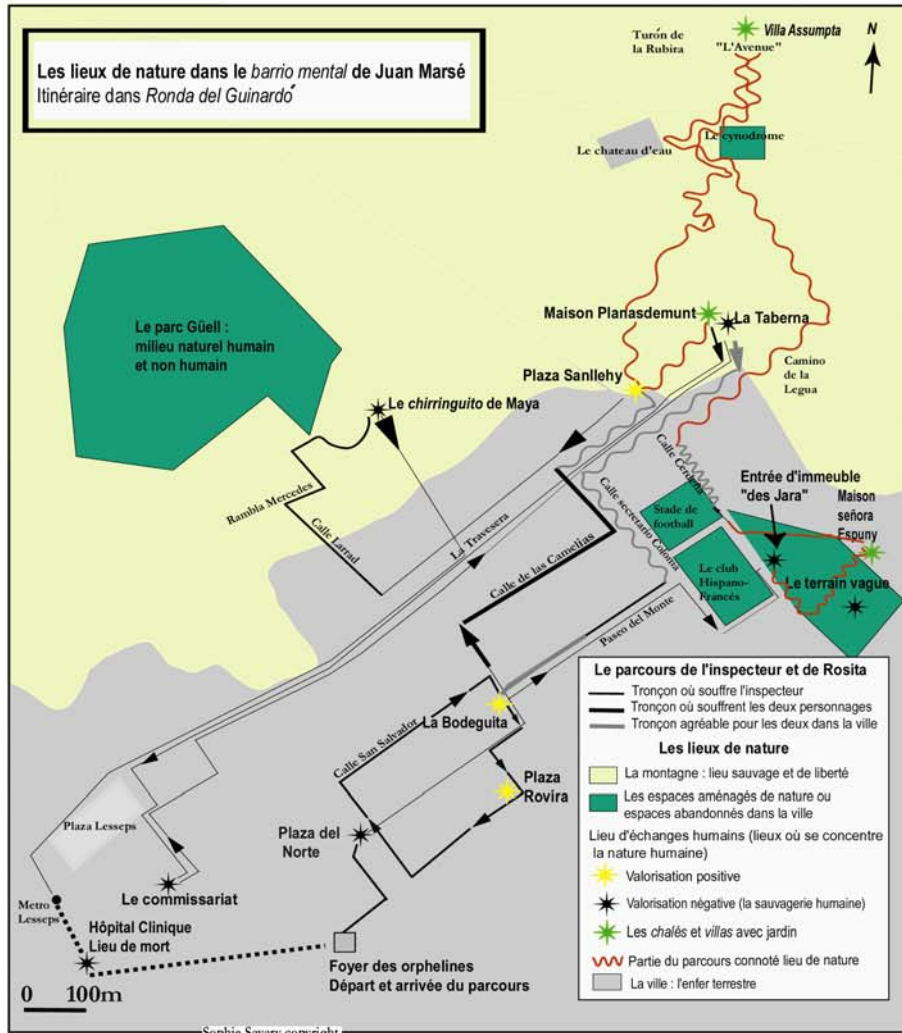 Les lieux de nature dans le barrio mental de Juan Marsé
Itinéraire dans Ronda del Guinardó
Turón de
la Rubira
Villa Assumpta
"L'Avenue"
N
Le chateau d'eau
Le cynodrome
Le parc Güell :
milieu naturel humain
et non humain
Maison Planasdemunt
La Taberna
Plaza Sanllehy
Camino
de la
Legua
Le chirringuito de Maya
Rambla Mercedes
Calle Larrad
La Travesera
Calle Cerdeña
Calle secretario Coloma
Entrée d'immeuble
"des Jara"
Maison
señora
Espuny
Stade de
football
Calle de las Camelias
Le club
Hispano-
Francés
Le terrain vague
Paseo del Monte
La Bodeguita
Calle San Salvador
Plaza
Rovira
Plaza Lesseps
Plaza del
Norte
Le commissariat
Metro
Lesseps
Hôpital Clinique
Lieu de mort
Foyer des orphelines
Départ et arrivée du parcours
0 100m
Sophie Savary copyright
Le parcours de l'inspecteur et de Rosita
Tronçon où souffre l'inspecteur
Tronçon où souffrent les deux personnages
Tronçon agréable pour les deux dans la ville
Les lieux de nature
La montagne : lieu sauvage et de liberté
Les espaces aménagés de nature ou
espaces abandonnés dans la ville
Lieu d'échanges humains (lieux où se concentre
la nature humaine)
Valorisation positive
Valorisation négative (la sauvagerie humaine)
Les chalés et villas avec jardin
Partie du parcours connoté lieu de nature
La ville : l'enfer terrestre